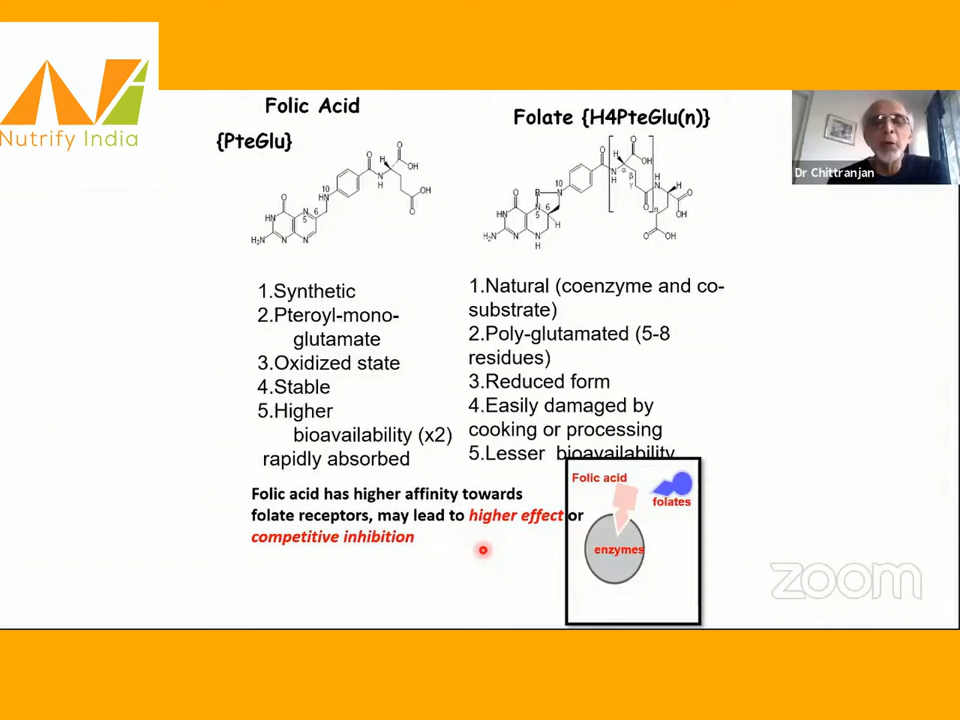 Nutrify India
Folic Acid
{PteGlu}
Folate {H4PteGlu(n)}
Dr Chittranjan
1.Synthetic
2.Pteroyl-mono-
glutamate
3.Oxidized state
4.Stable
5.Higher
bioavailability (x2)
rapidly absorbed
1.Natural (coenzyme and co-
substrate)
2.Poly-glutamated (5-8
residues)
3.Reduced form
4.Easily damaged by
cooking or processing
5.Lesser bioavailability
Folic acid has higher affinity towards
folate receptors, may lead to higher effect or
competitive inhibition
Folic acid
folates
enzymes
zoom